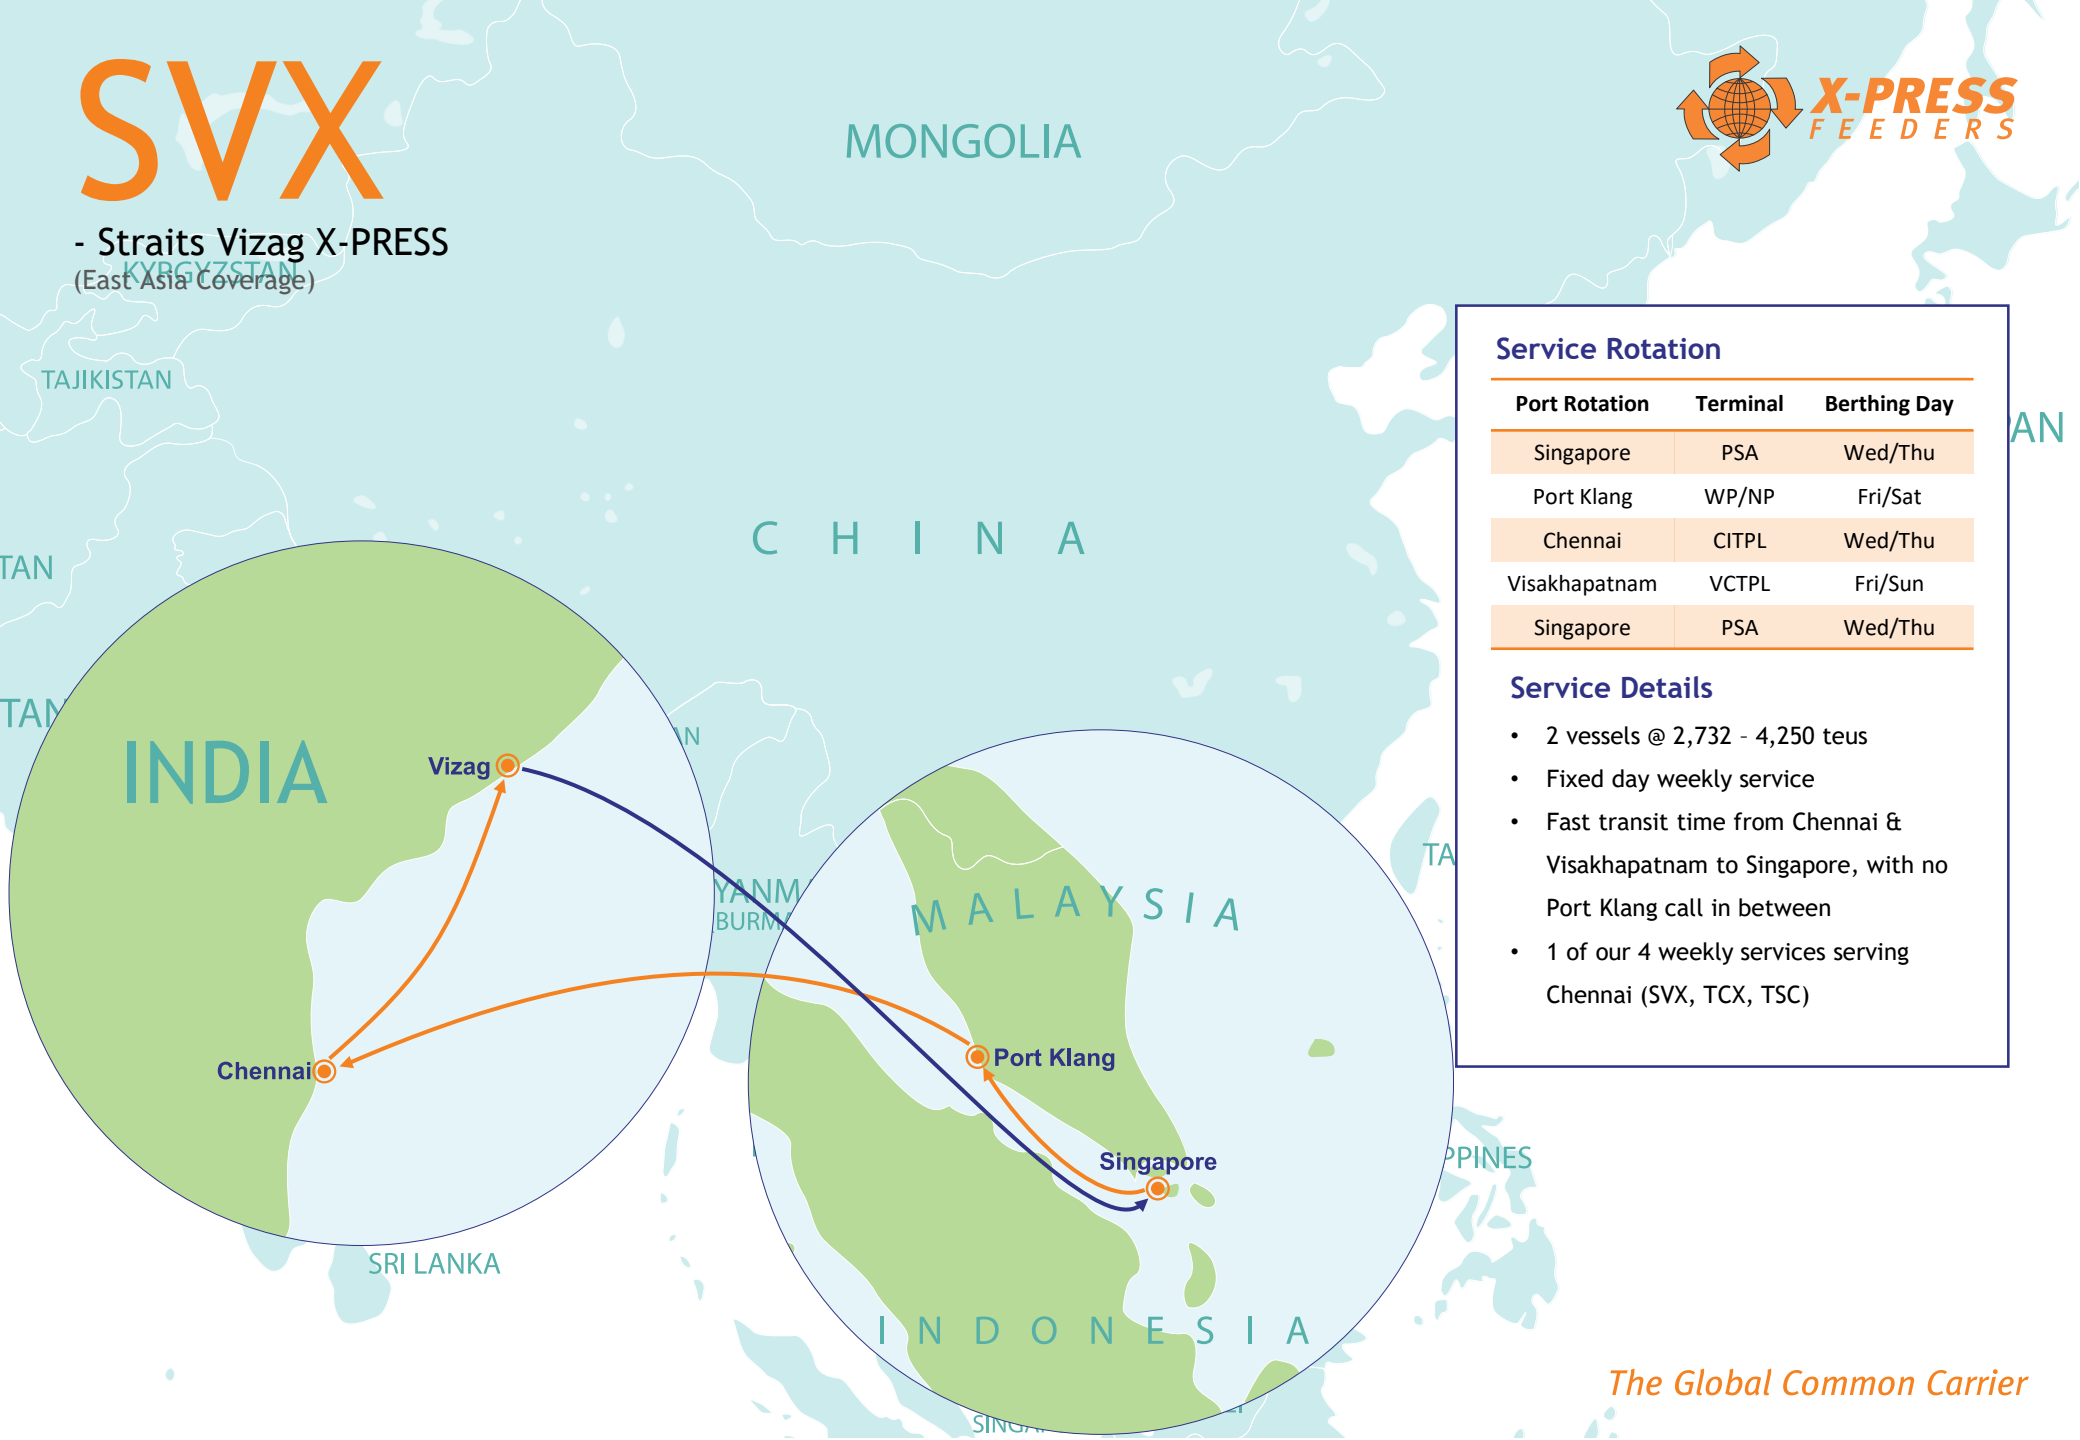 SVX
- Straits Vizag X-PRESS
(East Asia Coverage)
X-PRESS
FEEDERS
MONGOLIA
KYRGYZSTAN
TAJIKISTAN
CHINA
TAN
TAN
AN
PAN
Service Rotation
Port Rotation Terminal Berthing Day
Singapore PSA Wed/Thu
Port Klang WP/NP Fri/Sat
Chennai CITPL Wed/Thu
Visakhapatnam VCTPL Fri/Sun
Singapore PSA Wed/Thu
Service Details
• 2 vessels @ 2,732 – 4,250 teus
• Fixed day weekly service
• Fast transit time from Chennai &
Visakhapatnam to Singapore, with no
Port Klang call in between
• 1 of our 4 weekly services serving
Chennai (SVX, TCX, TSC)
INDIA
Vizag
Chennai
YANM
BURMA
TA
MALAYSIA
Port Klang
Singapore
PPINES
SRI LANKA
INDONESIA
The Global Common Carrier